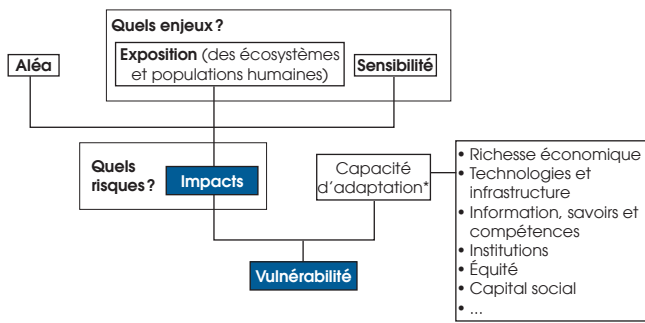 Quels enjeux ?
Aléa
Exposition (des écosystèmes
et populations humaines)
Sensibilité
Quels
risques ?
Impacts
Capacité
d'adaptation*
• Richesse économique
• Technologies et
infrastructure
• Information, savoirs et
compétences
• Institutions
• Équité
• Capital social
• ...
Vulnérabilité